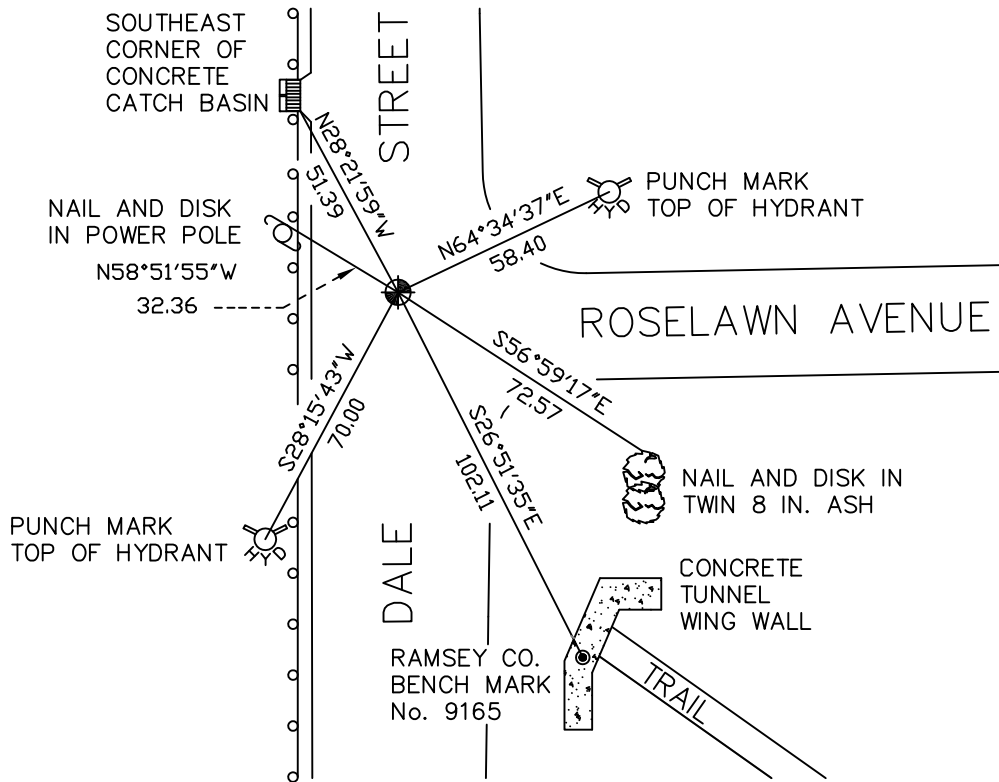 SOUTHEAST
CORNER OF
CONCRETE
CATCH BASIN
STREET
N28°21'59"W
51.39
NAIL AND DISK
IN POWER POLE
N58°51'55"W
32.36
N64°34'37"E
58.40
HYD
PUNCH MARK
TOP OF HYDRANT
ROSELAWN AVENUE
S56°59'17"E
72.57
S28°15'43"W
70.00
S26°51'35"E
102.11
NAIL AND DISK IN
TWIN 8 IN. ASH
PUNCH MARK
TOP OF HYDRANT
HYD
DALE
CONCRETE
TUNNEL
WING WALL
RAMSEY CO.
BENCH MARK
No. 9165
TRAIL